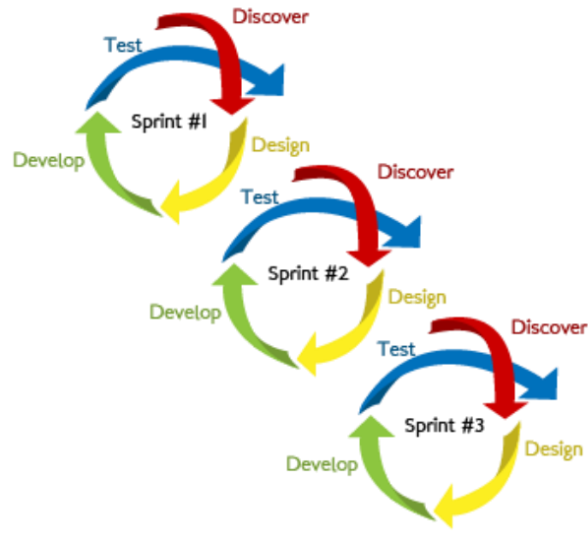 Discover
Test
Sprint #1
Design
Develop
Discover
Test
Sprint #2
Design
Develop
Discover
Test
Sprint #3
Design
Develop